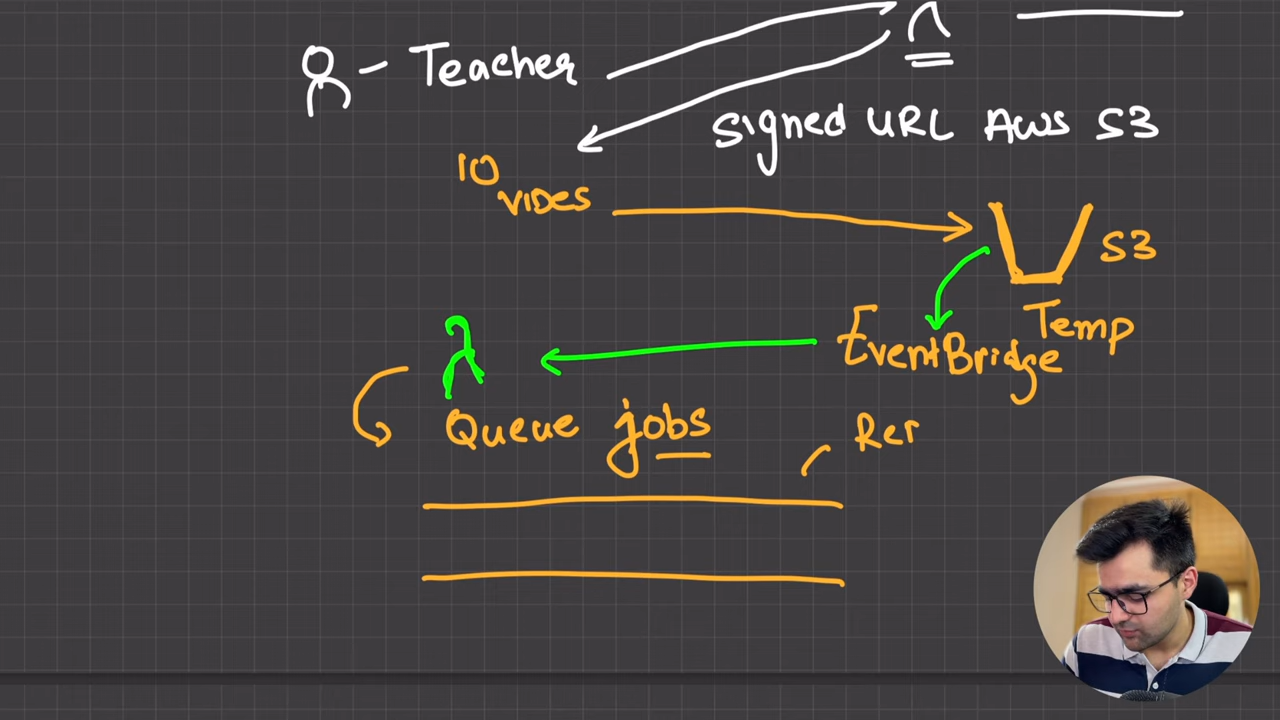 Teacher
Signed URL AWS S3
10
VIDES
S3
Temp
EventBridge
λ
Queue jobs
Rer